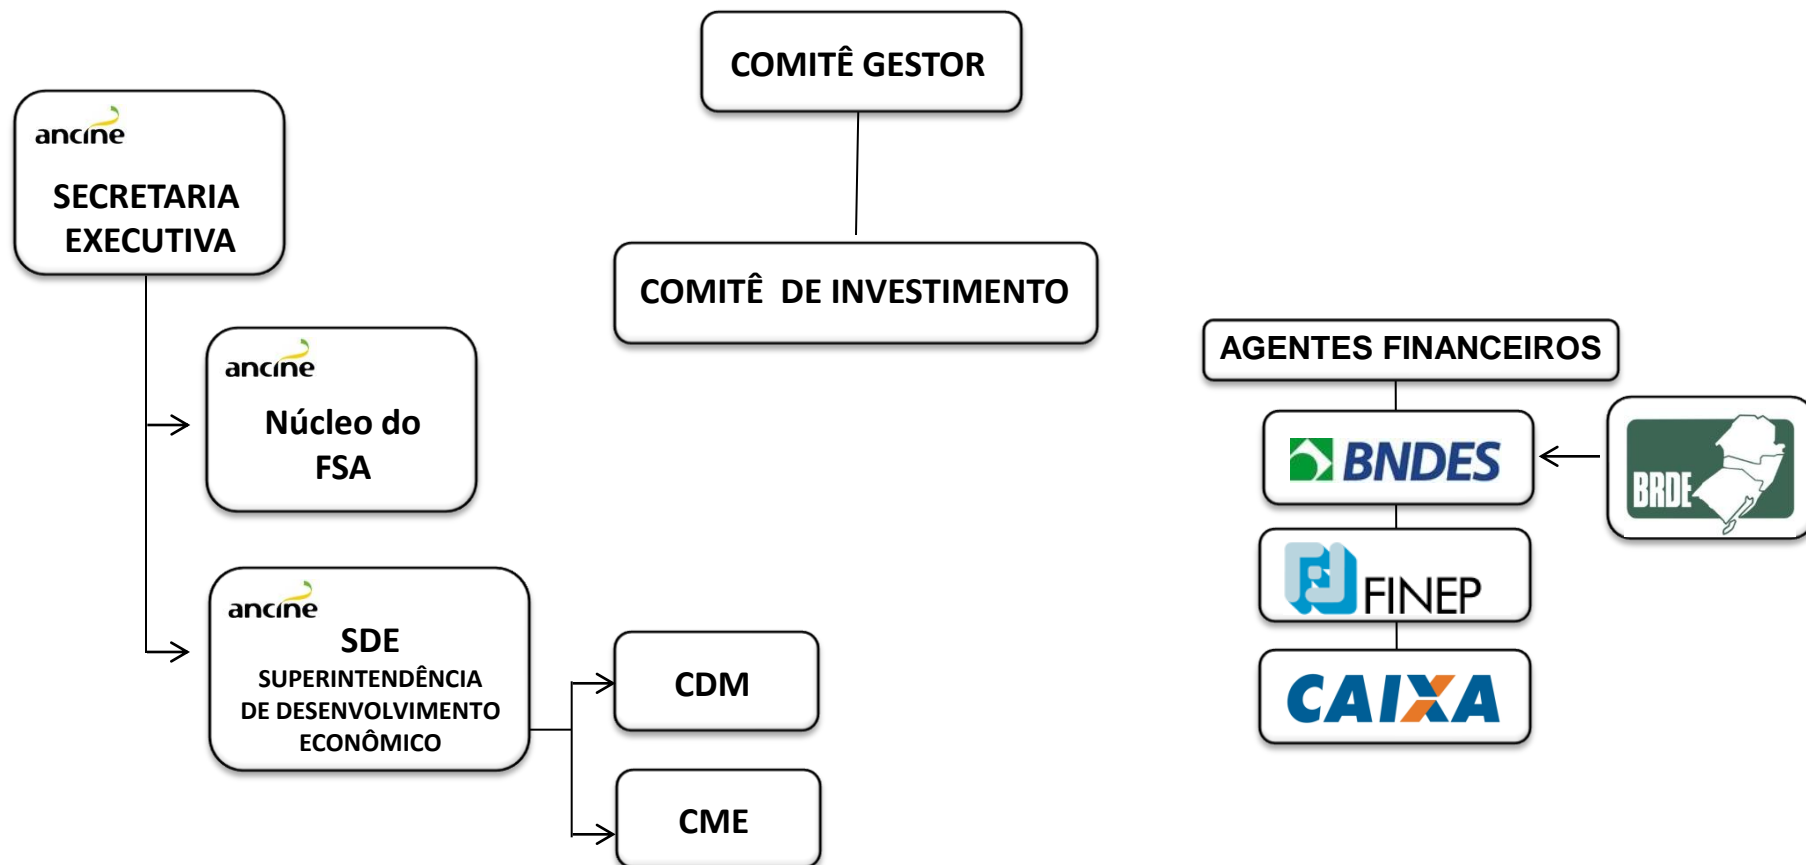 COMITÊ GESTOR
ancine
SECRETARIA
EXECUTIVA
COMITÊ DE INVESTIMENTO
ancine
Núcleo do
FSA
AGENTES FINANCEIROS
BNDES
BRDE
FINEP
ancine
SDE
SUPERINTENDÊNCIA
DE DESENVOLVIMENTO
ECONÔMICO
CDM
CAIXA
CME